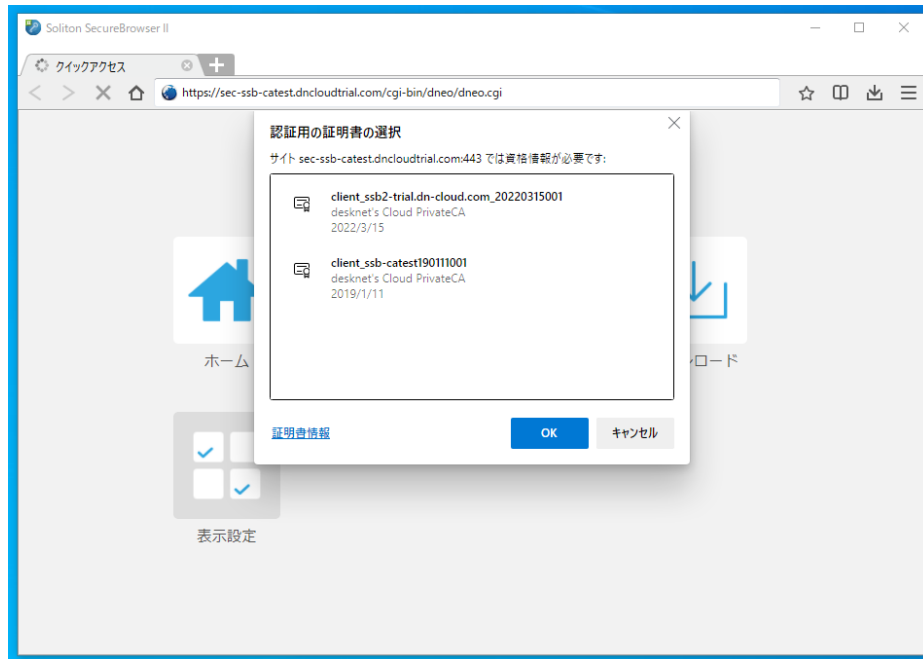 Soliton SecureBrowser II
クイックアクセス
https://sec-ssb-catest.dncloudtrial.com/cgi-bin/dneo/dneo.cgi
認証用の証明書の選択
サイト sec-ssb-catest.dncloudtrial.com:443 では資格情報が必要です:
client_ssb2-trial.dn-cloud.com_20220315001
desknet's Cloud PrivateCA
2022/3/15
client_ssb-catest190111001
desknet's Cloud PrivateCA
2019/1/11
ホーム
ンロード
証明書情報
OK
キャンセル
表示設定